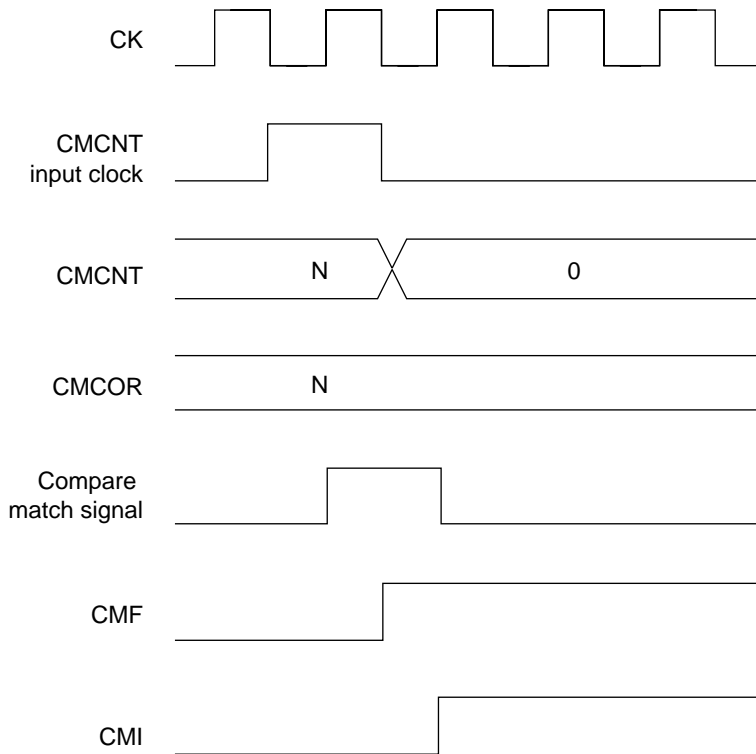 CK
CMCNT
input clock
CMCNT
N
0
CMCOR
N
Compare
match signal
CMF
CMI